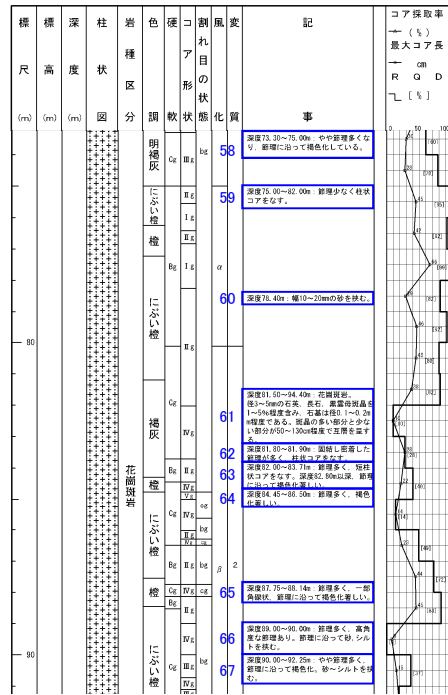 標尺(m)
標高(m)
深度(m)
柱状図
岩種区分
色調
硬軟
コア形状
割れ目の状態
風化
変質
記事
コア採取率
(%)
最大コア長
cm
RQD
[%]
明褐灰
にぶい橙
橙
にぶい橙
褐灰
橙
にぶい橙
橙
にぶい橙
花崗斑岩
80
90
Cg
Bg
Cg
Bg
Cg
Bg
Cg
Bg
Cg
Ⅲg
Ⅱg
Ⅰg
Ⅱg
Ⅰg
Ⅱg
Ⅳg
Ⅱg
Ⅳg
Ⅴg
Ⅳg
Ⅱg
Ⅳg
Ⅱg
Ⅳg
Ⅱg
Ⅳg
Ⅲg
Ⅳg
bg
cg
bg
cg
bg
cg
bg
α
β
2
58
深度73.30~75.00m:やや節理多くな
り、節理に沿って褐色化している。
59
深度75.00~82.00m:節理少なく柱状
コアをなす。
60
深度78.40m:幅10~20mmの砂を挟む。
61
深度81.50~94.40m:花崗斑岩。
径3~5mmの石英、長石、黒雲母斑晶を
1~5%程度含み、石基は径0.1~0.2m
m程度である。斑晶の多い部分と少な
い部分が50~130cm程度で互層を呈す
る。
62
深度81.80~81.90m:固結し密着した
節理が多く、柱状コアをなす。
63
深度82.00~83.71m:節理多く、短柱
状コアをなす。深度82.80m以深、節理
に沿って褐色化著しい。
64
深度84.45~86.50m:節理多く、褐色
化著しい。
65
深度87.75~88.14m:節理多く、一部
角礫状、節理に沿って褐色化著しい。
66
深度89.00~90.00m:節理多く、高角
度な節理あり。節理に沿って砂、シル
トを挟む。
67
深度90.00~92.25m:やや節理多く、
節理に沿って褐色化、砂~シルトを挟
む。